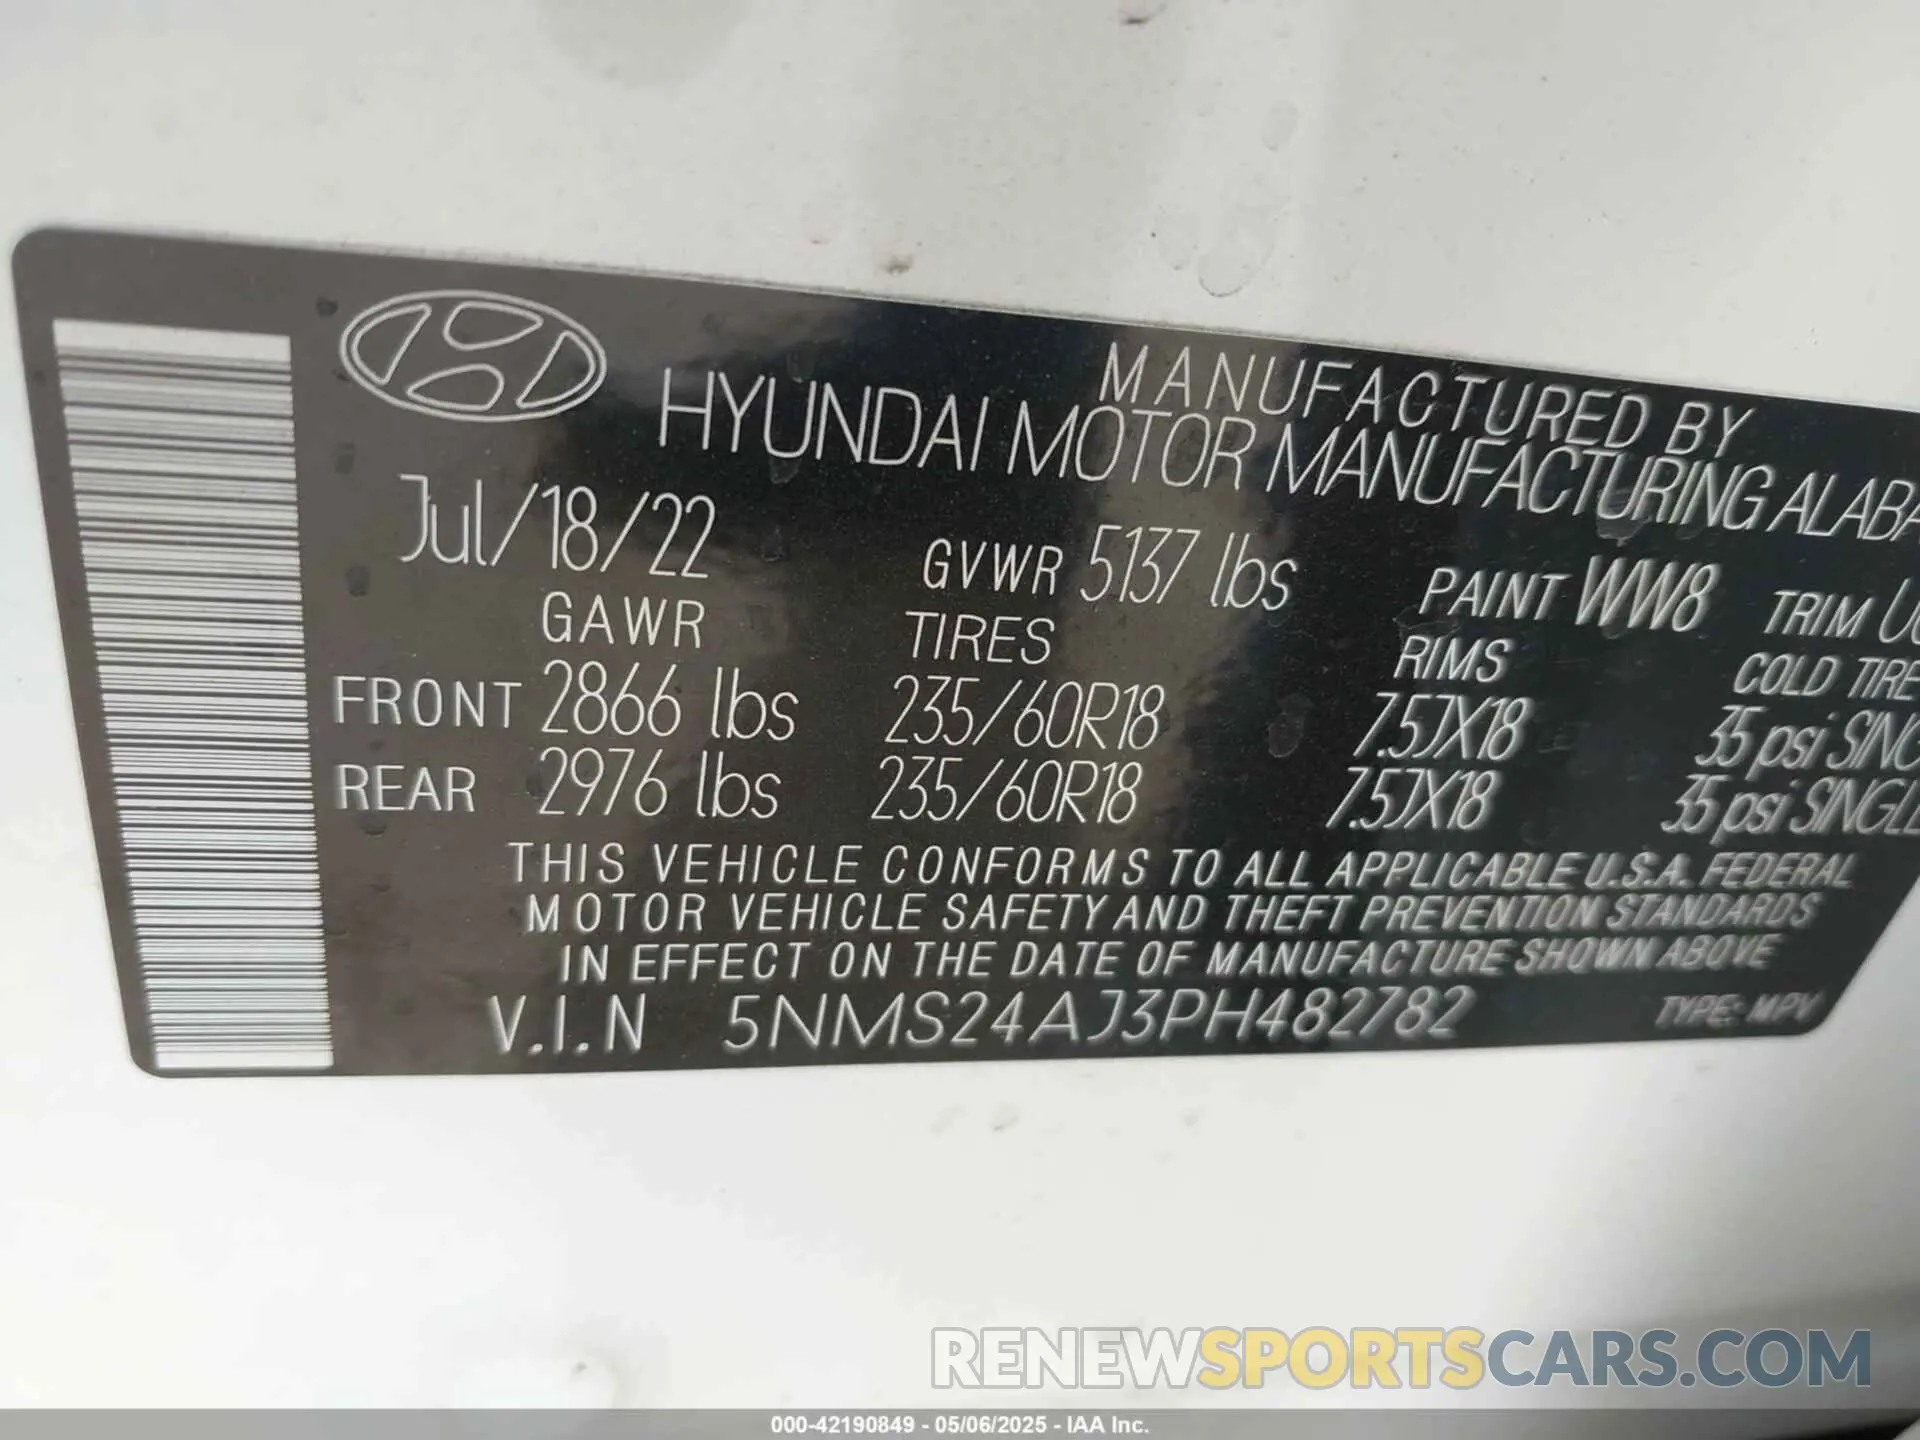 MANUFACTURED BY
HYUNDAI MOTOR MANUFACTURING ALABA
Jul/18/22 GVWR 5137 lbs PAINT WW8 TRIM
GAWR TIRES RIMS COLD TIRE
FRONT 2866 lbs 235/60R18 7.5JX18 35 psi SING
REAR 2976 lbs 235/60R18 7.5JX18 35 psi SINGLE
THIS VEHICLE CONFORMS TO ALL APPLICABLE U.S.A. FEDERAL
MOTOR VEHICLE SAFETY AND THEFT PREVENTION STANDARDS
IN EFFECT ON THE DATE OF MANUFACTURE SHOWN ABOVE
V.I.N 5NMS24AJ3PH482782 TYPE: MPV
RENEWSPORTSCARS.COM
000-42190849 - 05/06/2025 - IAA Inc.